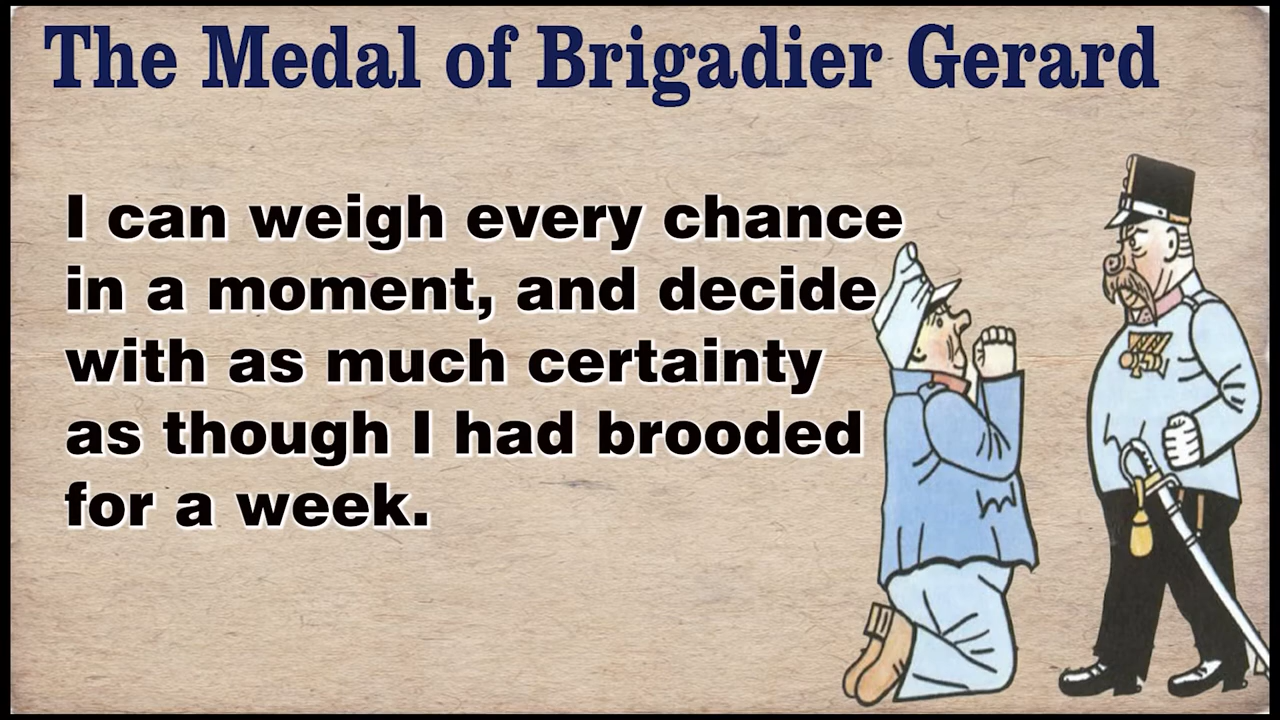 The Medal of Brigadier Gerard
I can weigh every chance
in a moment, and decide
with as much certainty
as though I had brooded
for a week.